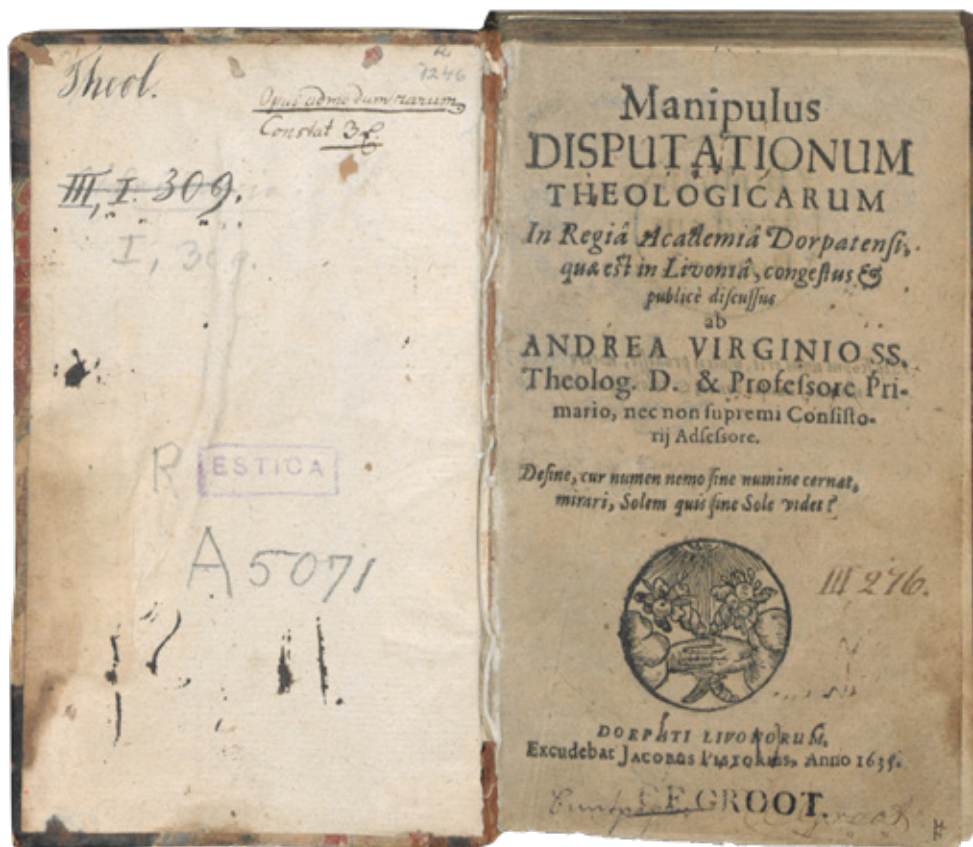 Theol.
R
1246
Opus admodum rarum,
Constat 3
III, I. 309.
I, 309.
R
ESTICA
A 5071
Manipulus
DISPUTATIONUM
THEOLOGICARUM
In Regiâ Academiâ Dorpatensi,
quæ est in Livoniâ, congestus &
publicè discussus
ab
ANDREA VIRGINIO SS.
Theolog. D. & Professore Pri-
mario, nec non supremi Consisto-
rij Adsessore.
Desine, cur numen nemo sine numine cernat,
mirari, Solem quis sine Sole videt?
III 276.
DORPATI LIVONORUM,
Excudebat JACOBUS PISTORIUS, Anno 1635.
GROOT.